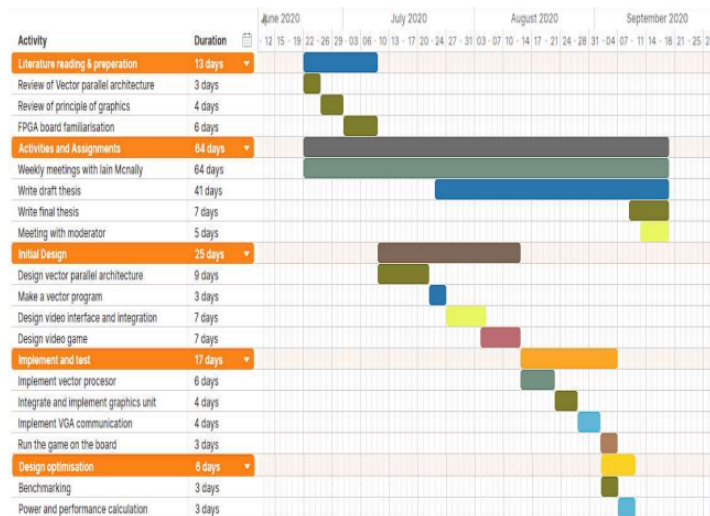 June 2020 July 2020 August 2020 September 2020
Activity Duration - 12 15 - 19 22 - 26 29 - 03 06 - 10 13 - 17 20 - 24 27 - 31 03 - 07 10 - 14 17 - 21 24 - 28 31 - 04 07 - 11 14 - 18 21 - 25
Literature reading & preperation 13 days
Review of Vector parallel architecture 3 days
Review of principle of graphics 4 days
FPGA board familiarisation 6 days
Activities and Assignments 64 days
Weekly meetings with Iain Mcnally 64 days
Write draft thesis 41 days
Write final thesis 7 days
Meeting with moderator 5 days
Initial Design 25 days
Design vector parallel architecture 9 days
Make a vector program 3 days
Design video interface and integration 7 days
Design video game 7 days
Implement and test 17 days
Implement vector procesor 6 days
Integrate and implement graphics unit 4 days
Implement VGA communication 4 days
Run the game on the board 3 days
Design optimisation 6 days
Benchmarking 3 days
Power and performance calculation 3 days